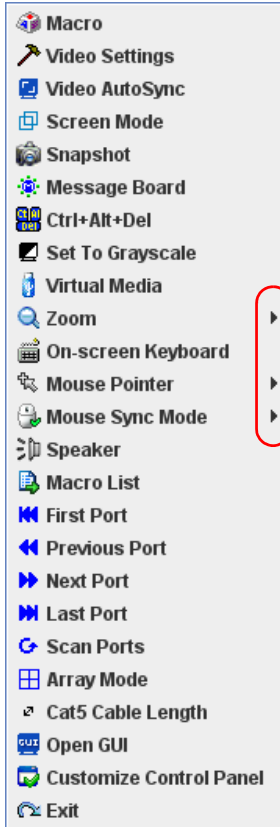 Macro
Video Settings
Video AutoSync
Screen Mode
Snapshot
Message Board
Ctrl+Alt+Del
Set To Grayscale
Virtual Media
Zoom
On-screen Keyboard
Mouse Pointer
Mouse Sync Mode
Speaker
Macro List
First Port
Previous Port
Next Port
Last Port
Scan Ports
Array Mode
Cat5 Cable Length
GUI Open GUI
Customize Control Panel
Exit